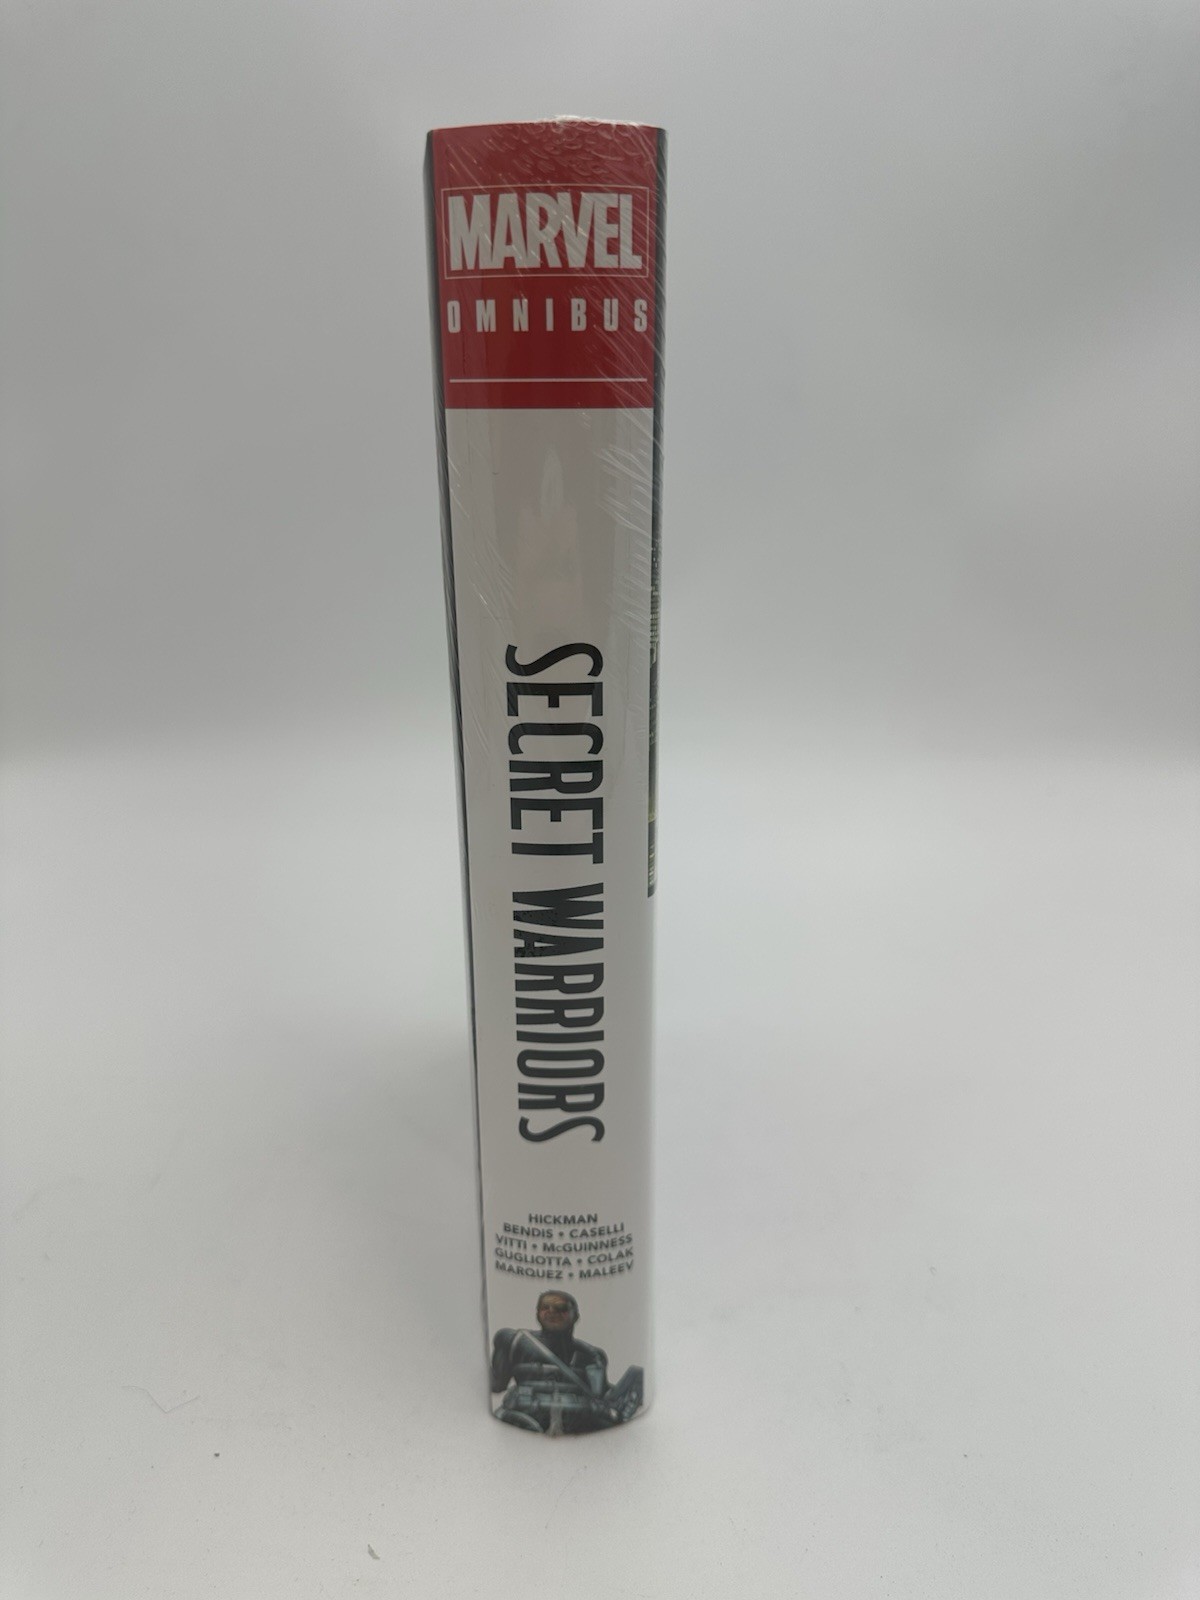 MARVEL
OMNIBUS
SECRET WARRIORS
HICKMAN
BENDIS • CASELLI
VITTI • McGUINNESS
GUGLIOTTA • COLAK
MARQUEZ • MALEEV